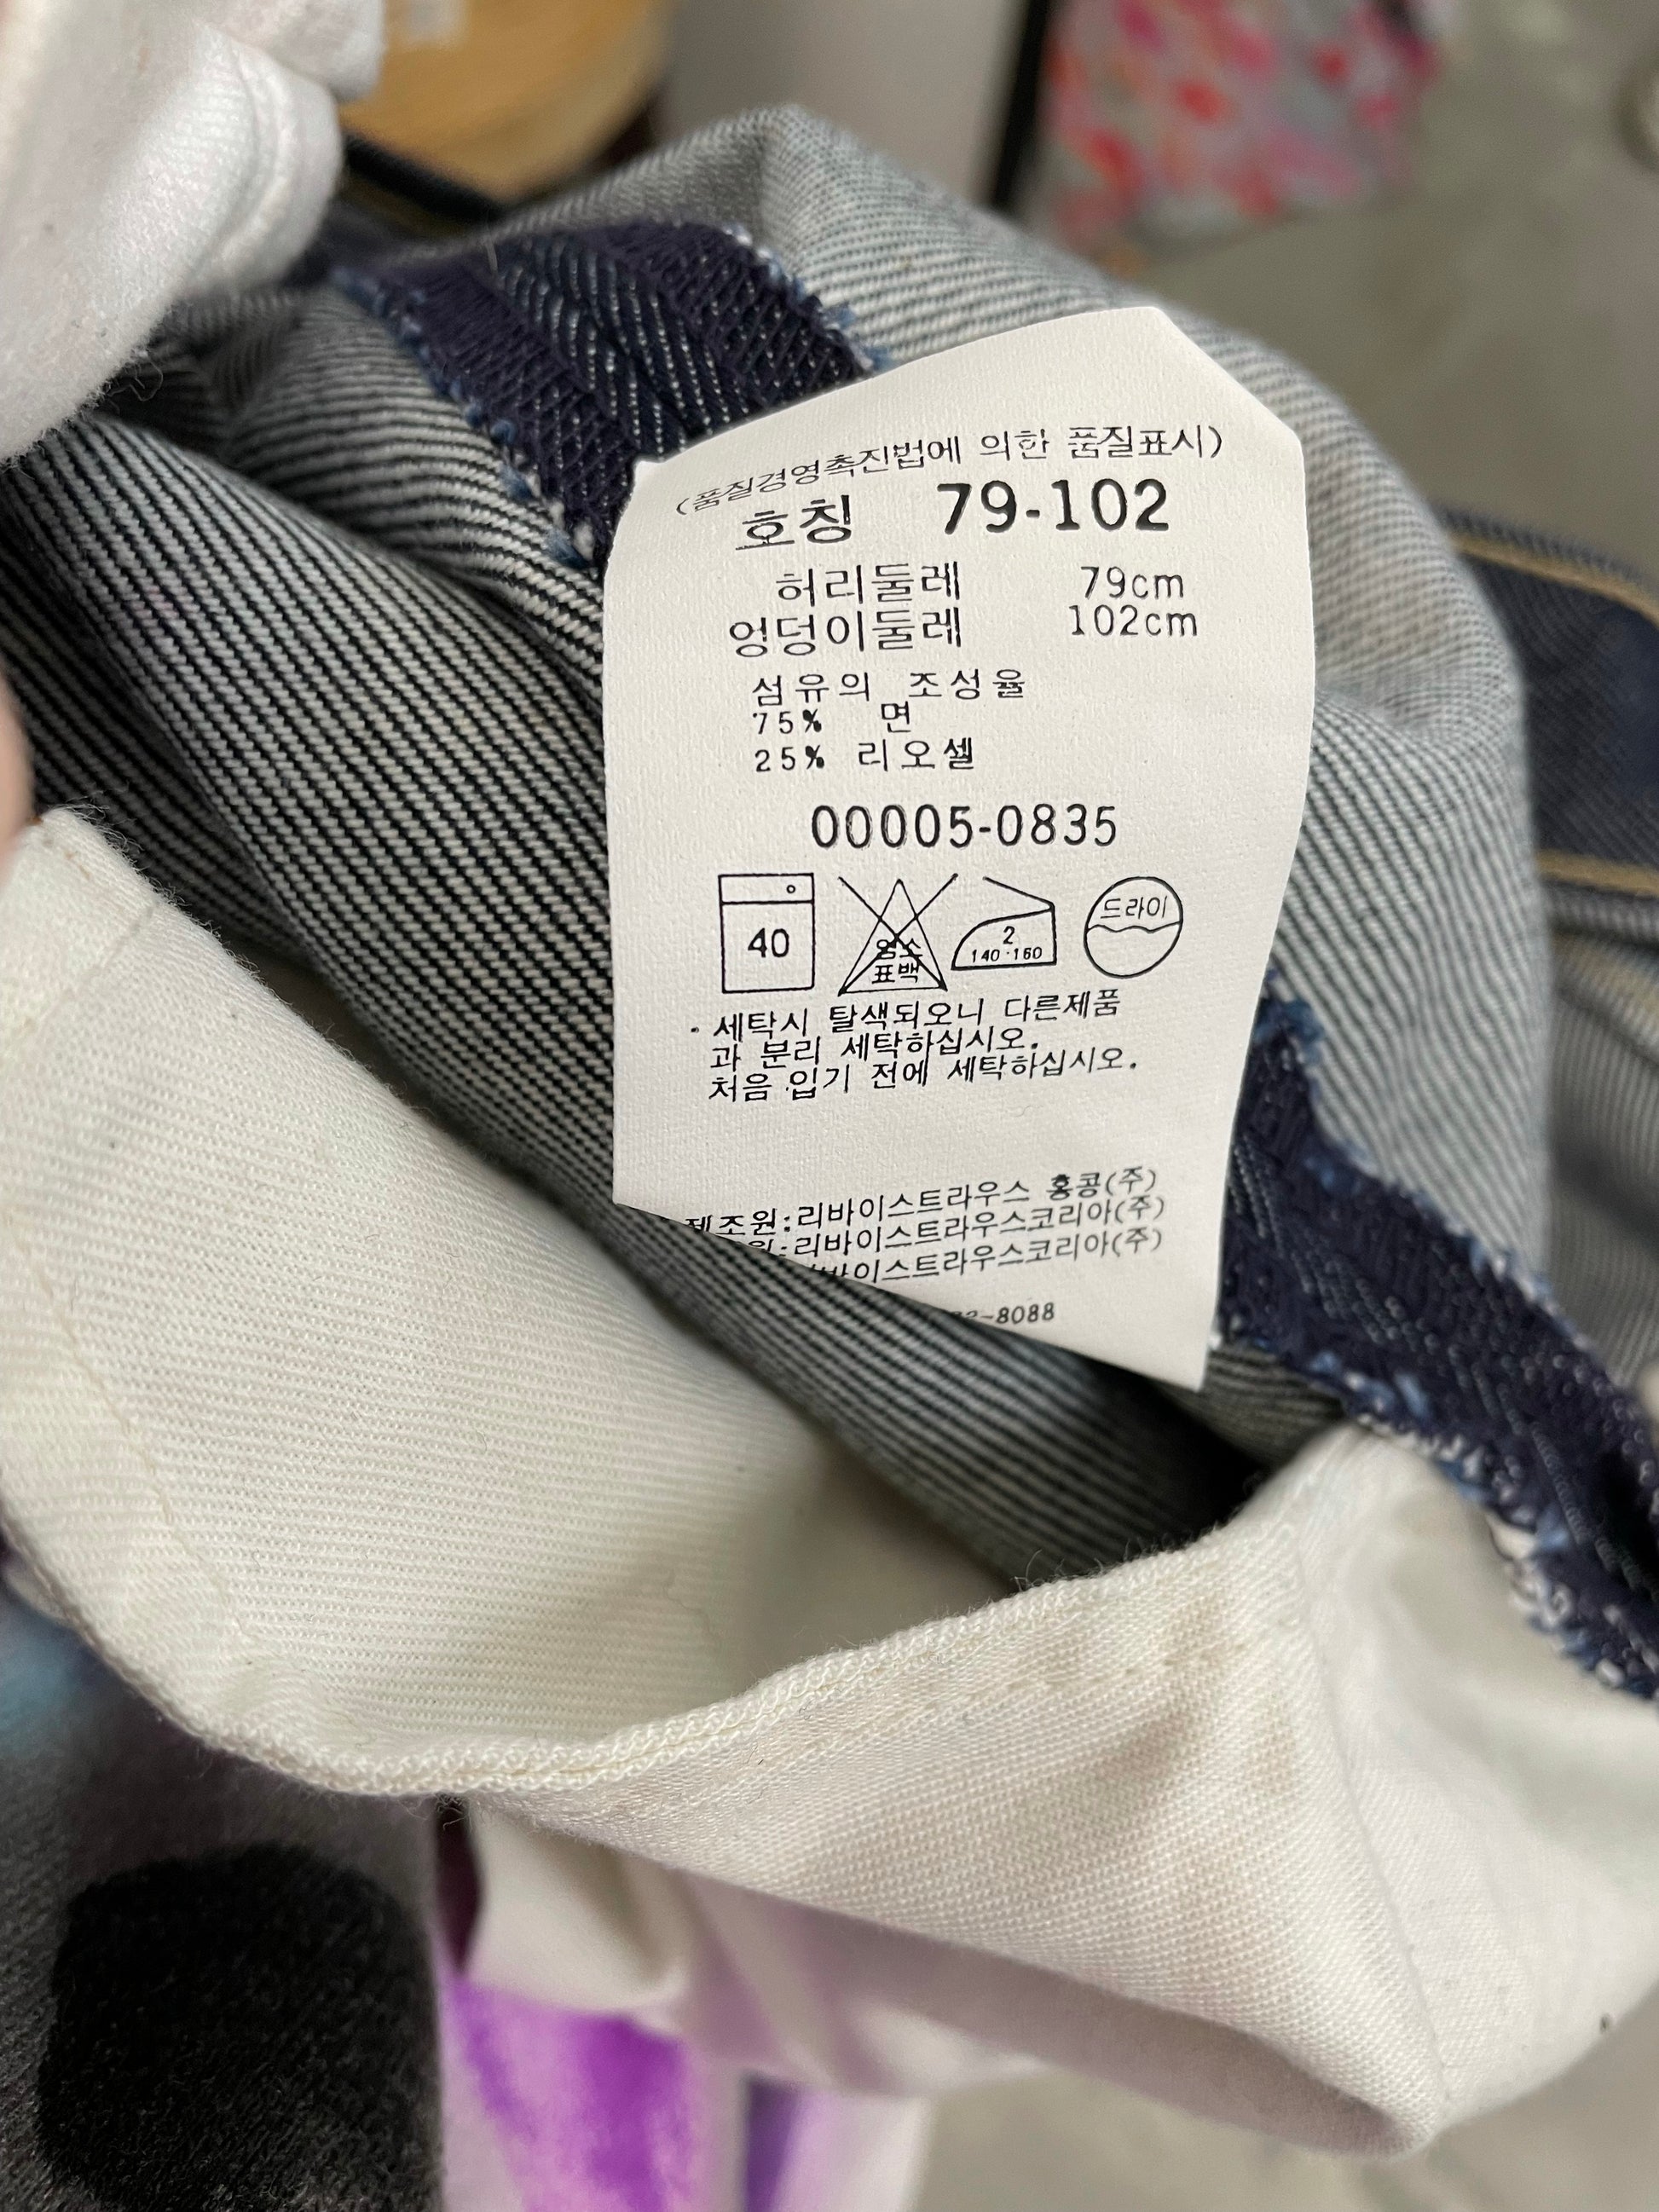 (품질경영촉진법에 의한 품질표시)
호칭 79-102
허리둘레 79cm
엉덩이둘레 102cm
섬유의 조성율
75% 면
25% 리오셀
00005-0835
40 염소 표백 2 140·160 드라이
· 세탁시 탈색되오니 다른제품
과 분리 세탁하십시오.
처음 입기 전에 세탁하십시오.
제조원:리바이스트라우스 홍콩(주)
원:리바이스트라우스코리아(주)
바이스트라우스코리아(주)
-8088